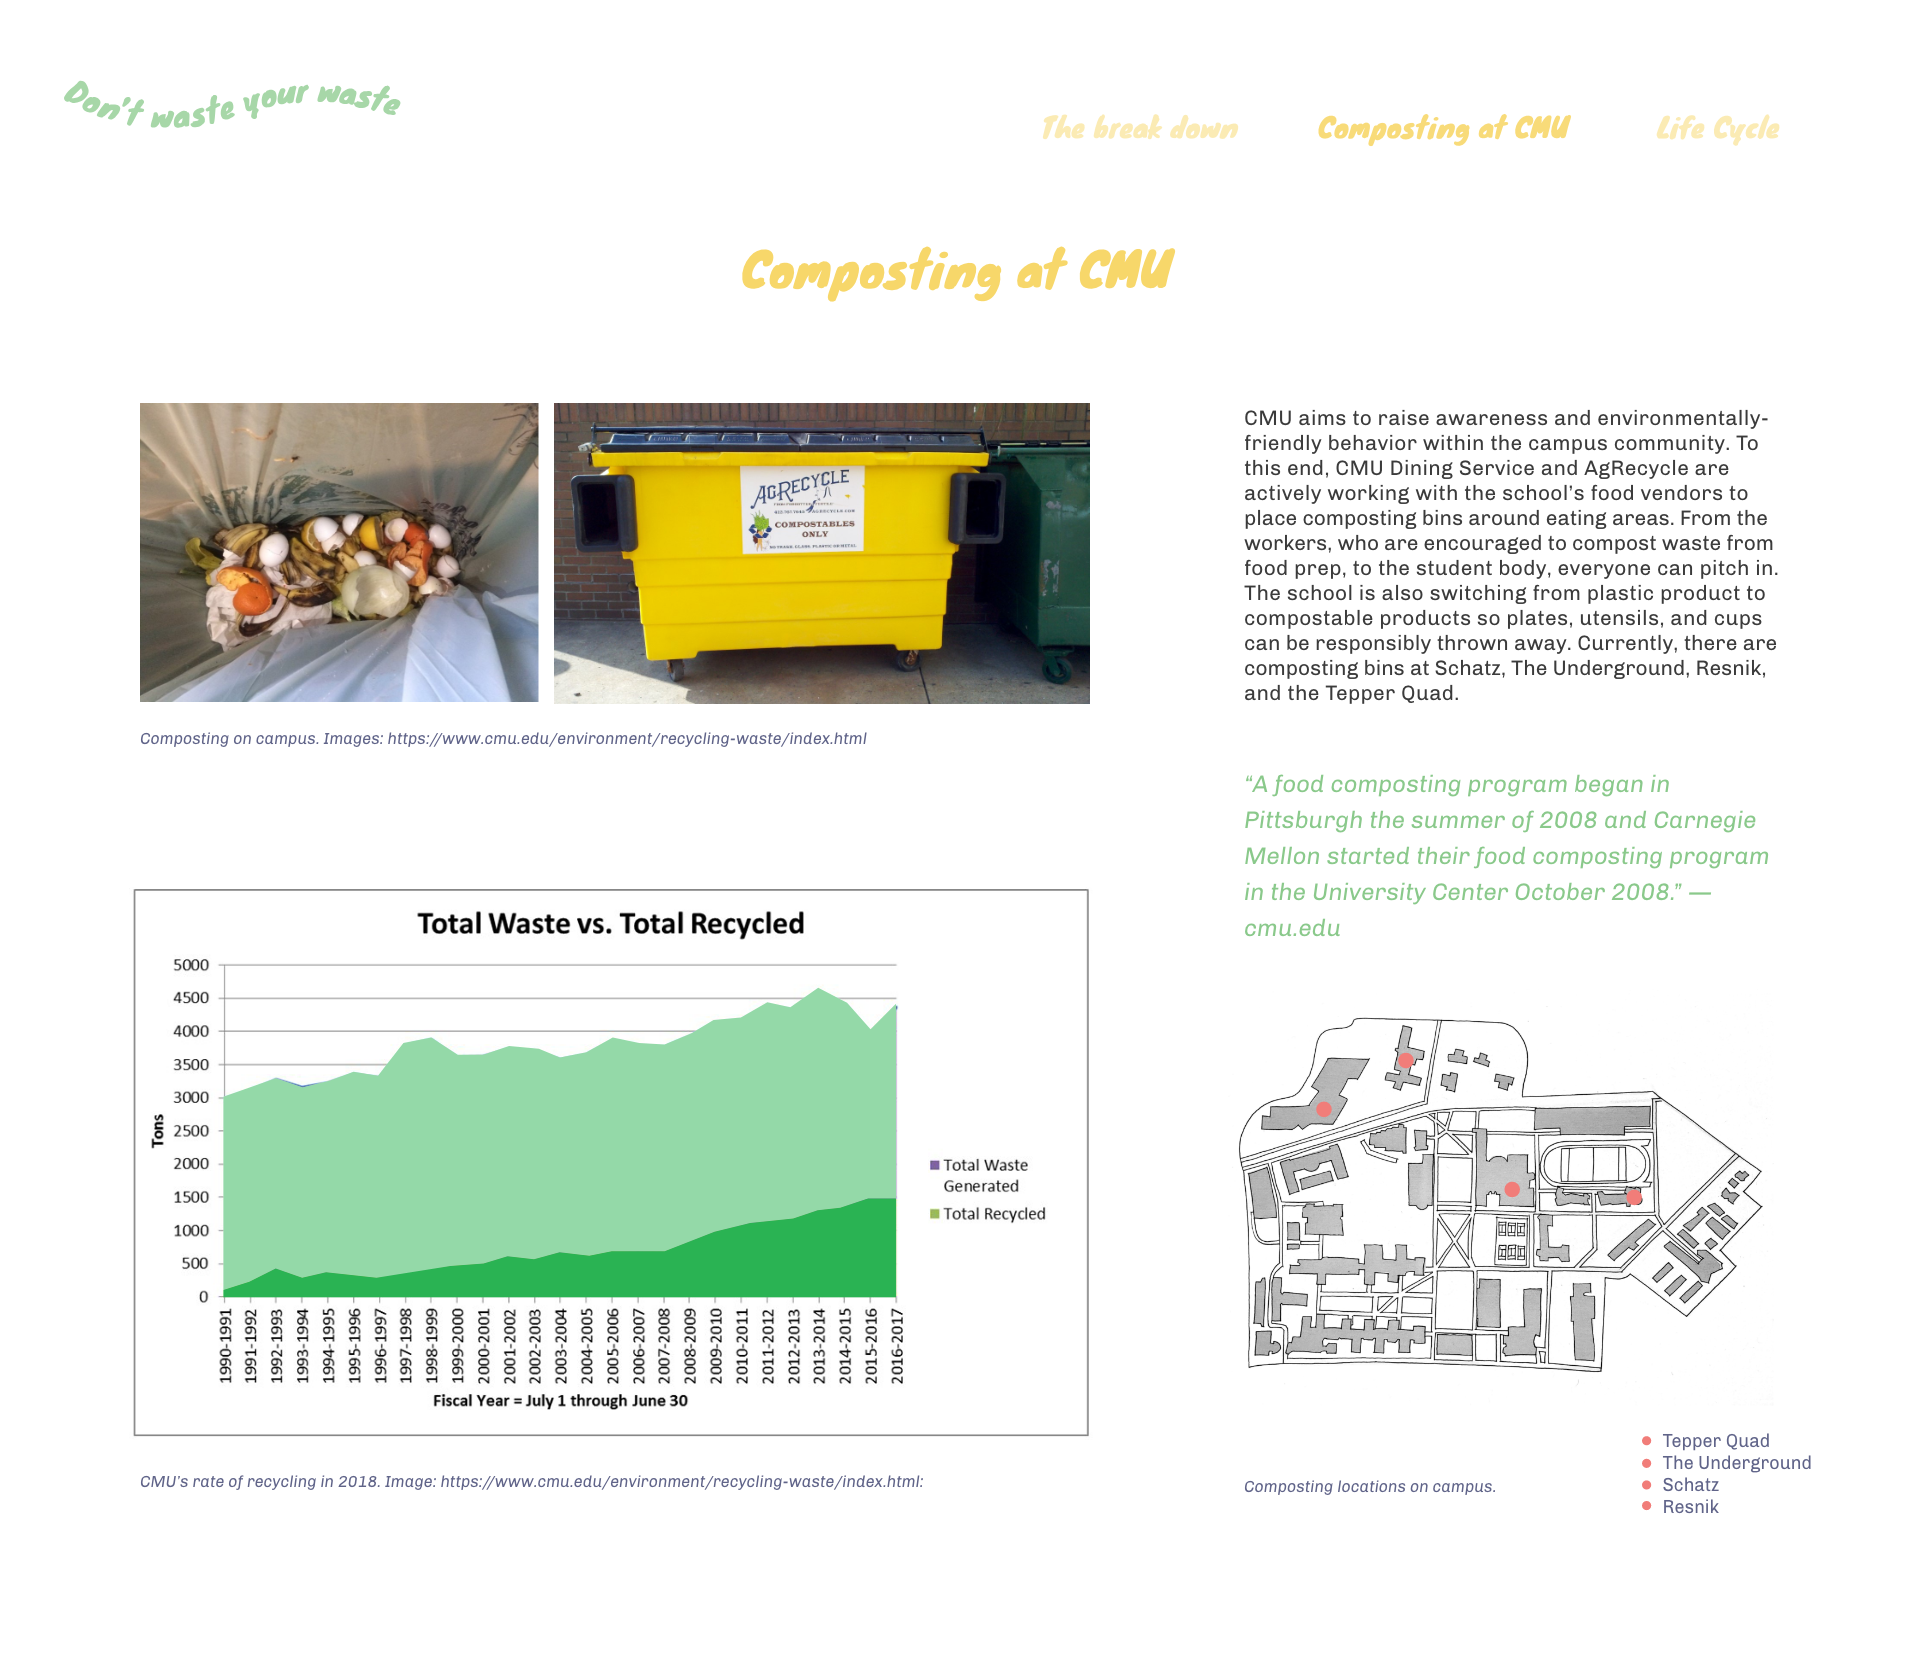 Don't waste your waste
The break down
Composting at CMU
Life Cycle
Composting at CMU
AGRECYCLE
COMPOSTABLES
ONLY
Composting on campus. Images: https://www.cmu.edu/environment/recycling-waste/index.html
CMU aims to raise awareness and environmentally-
friendly behavior within the campus community. To
this end, CMU Dining Service and AgRecycle are
actively working with the school's food vendors to
place composting bins around eating areas. From the
workers, who are encouraged to compost waste from
food prep, to the student body, everyone can pitch in.
The school is also switching from plastic product to
compostable products so plates, utensils, and cups
can be responsibly thrown away. Currently, there are
composting bins at Schatz, The Underground, Resnik,
and the Tepper Quad.
“A food composting program began in
Pittsburgh the summer of 2008 and Carnegie
Mellon started their food composting program
in the University Center October 2008.” —
cmu.edu
Total Waste vs. Total Recycled
5000
4500
4000
3500
3000
2500
2000
1500
1000
500
0
Tons
1990-1991
1991-1992
1992-1993
1993-1994
1994-1995
1995-1996
1996-1997
1997-1998
1998-1999
1999-2000
2000-2001
2001-2002
2002-2003
2003-2004
2004-2005
2005-2006
2006-2007
2007-2008
2008-2009
2009-2010
2010-2011
2011-2012
2012-2013
2013-2014
2014-2015
2015-2016
2016-2017
Fiscal Year = July 1 through June 30
Total Waste
Generated
Total Recycled
CMU's rate of recycling in 2018. Image: https://www.cmu.edu/environment/recycling-waste/index.html:
Composting locations on campus.
Tepper Quad
The Underground
Schatz
Resnik